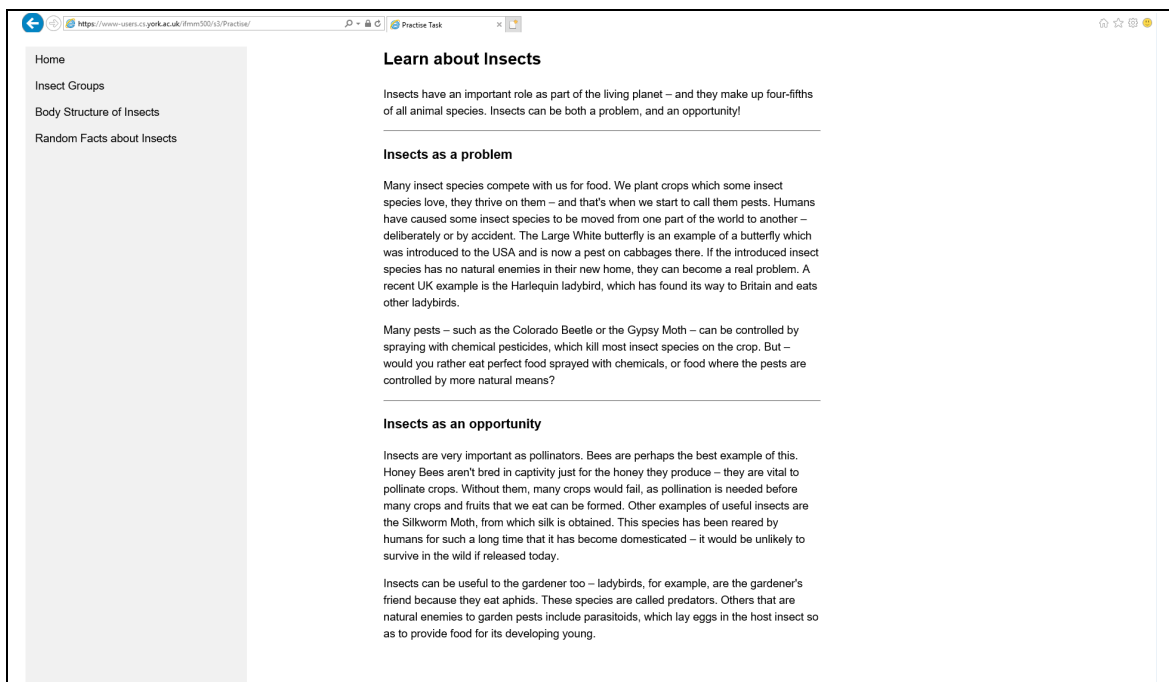 https://www-users.cs.york.ac.uk/ifmm500/s3/Practise/
Practise Task
Home
Insect Groups
Body Structure of Insects
Random Facts about Insects
Learn about Insects
Insects have an important role as part of the living planet – and they make up four-fifths
of all animal species. Insects can be both a problem, and an opportunity!
Insects as a problem
Many insect species compete with us for food. We plant crops which some insect
species love, they thrive on them – and that's when we start to call them pests. Humans
have caused some insect species to be moved from one part of the world to another –
deliberately or by accident. The Large White butterfly is an example of a butterfly which
was introduced to the USA and is now a pest on cabbages there. If the introduced insect
species has no natural enemies in their new home, they can become a real problem. A
recent UK example is the Harlequin ladybird, which has found its way to Britain and eats
other ladybirds.
Many pests – such as the Colorado Beetle or the Gypsy Moth – can be controlled by
spraying with chemical pesticides, which kill most insect species on the crop. But –
would you rather eat perfect food sprayed with chemicals, or food where the pests are
controlled by more natural means?
Insects as an opportunity
Insects are very important as pollinators. Bees are perhaps the best example of this.
Honey Bees aren't bred in captivity just for the honey they produce – they are vital to
pollinate crops. Without them, many crops would fail, as pollination is needed before
many crops and fruits that we eat can be formed. Other examples of useful insects are
the Silkworm Moth, from which silk is obtained. This species has been reared by
humans for such a long time that it has become domesticated – it would be unlikely to
survive in the wild if released today.
Insects can be useful to the gardener too – ladybirds, for example, are the gardener's
friend because they eat aphids. These species are called predators. Others that are
natural enemies to garden pests include parasitoids, which lay eggs in the host insect so
as to provide food for its developing young.